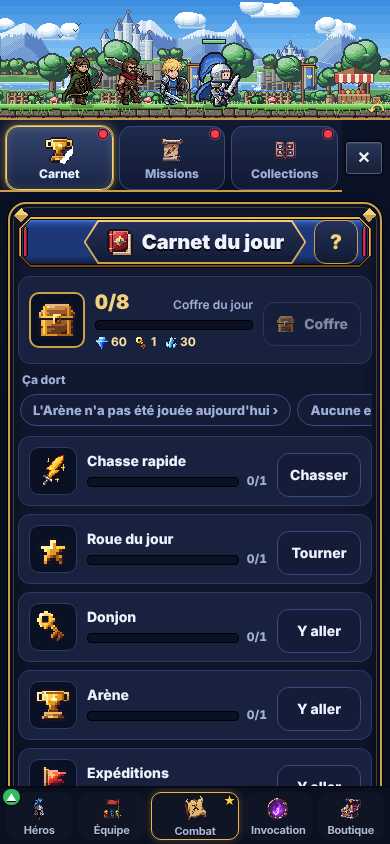 Carnet
Missions
Collections
×
Carnet du jour
?
0/8
Coffre du jour
60
1
30
Coffre
Ça dort
L'Arène n'a pas été jouée aujourd'hui ›
Aucune e
Chasse rapide
0/1
Chasser
Roue du jour
0/1
Tourner
Donjon
0/1
Y aller
Arène
0/1
Y aller
Expéditions
Y aller
Héros
Équipe
Combat
Invocation
Boutique